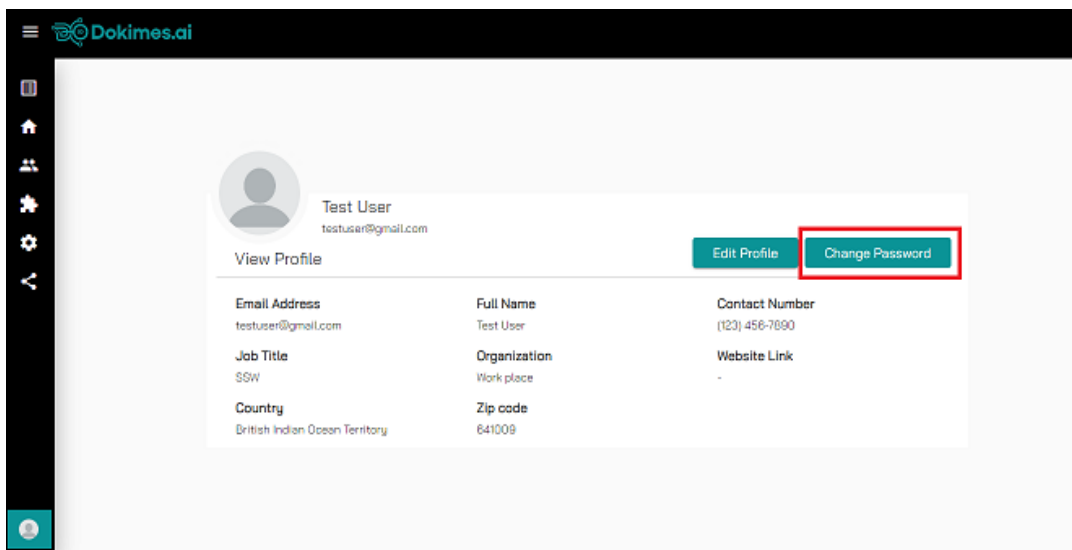 Dokimes.ai
Test User
testuser@gmail.com
View Profile
Edit Profile
Change Password
Email Address
Full Name
Contact Number
testuser@gmail.com
Test User
(123) 456-7890
Job Title
Organization
Website Link
SSW
Work place
-
Country
Zip code
British Indian Ocean Territory
641009